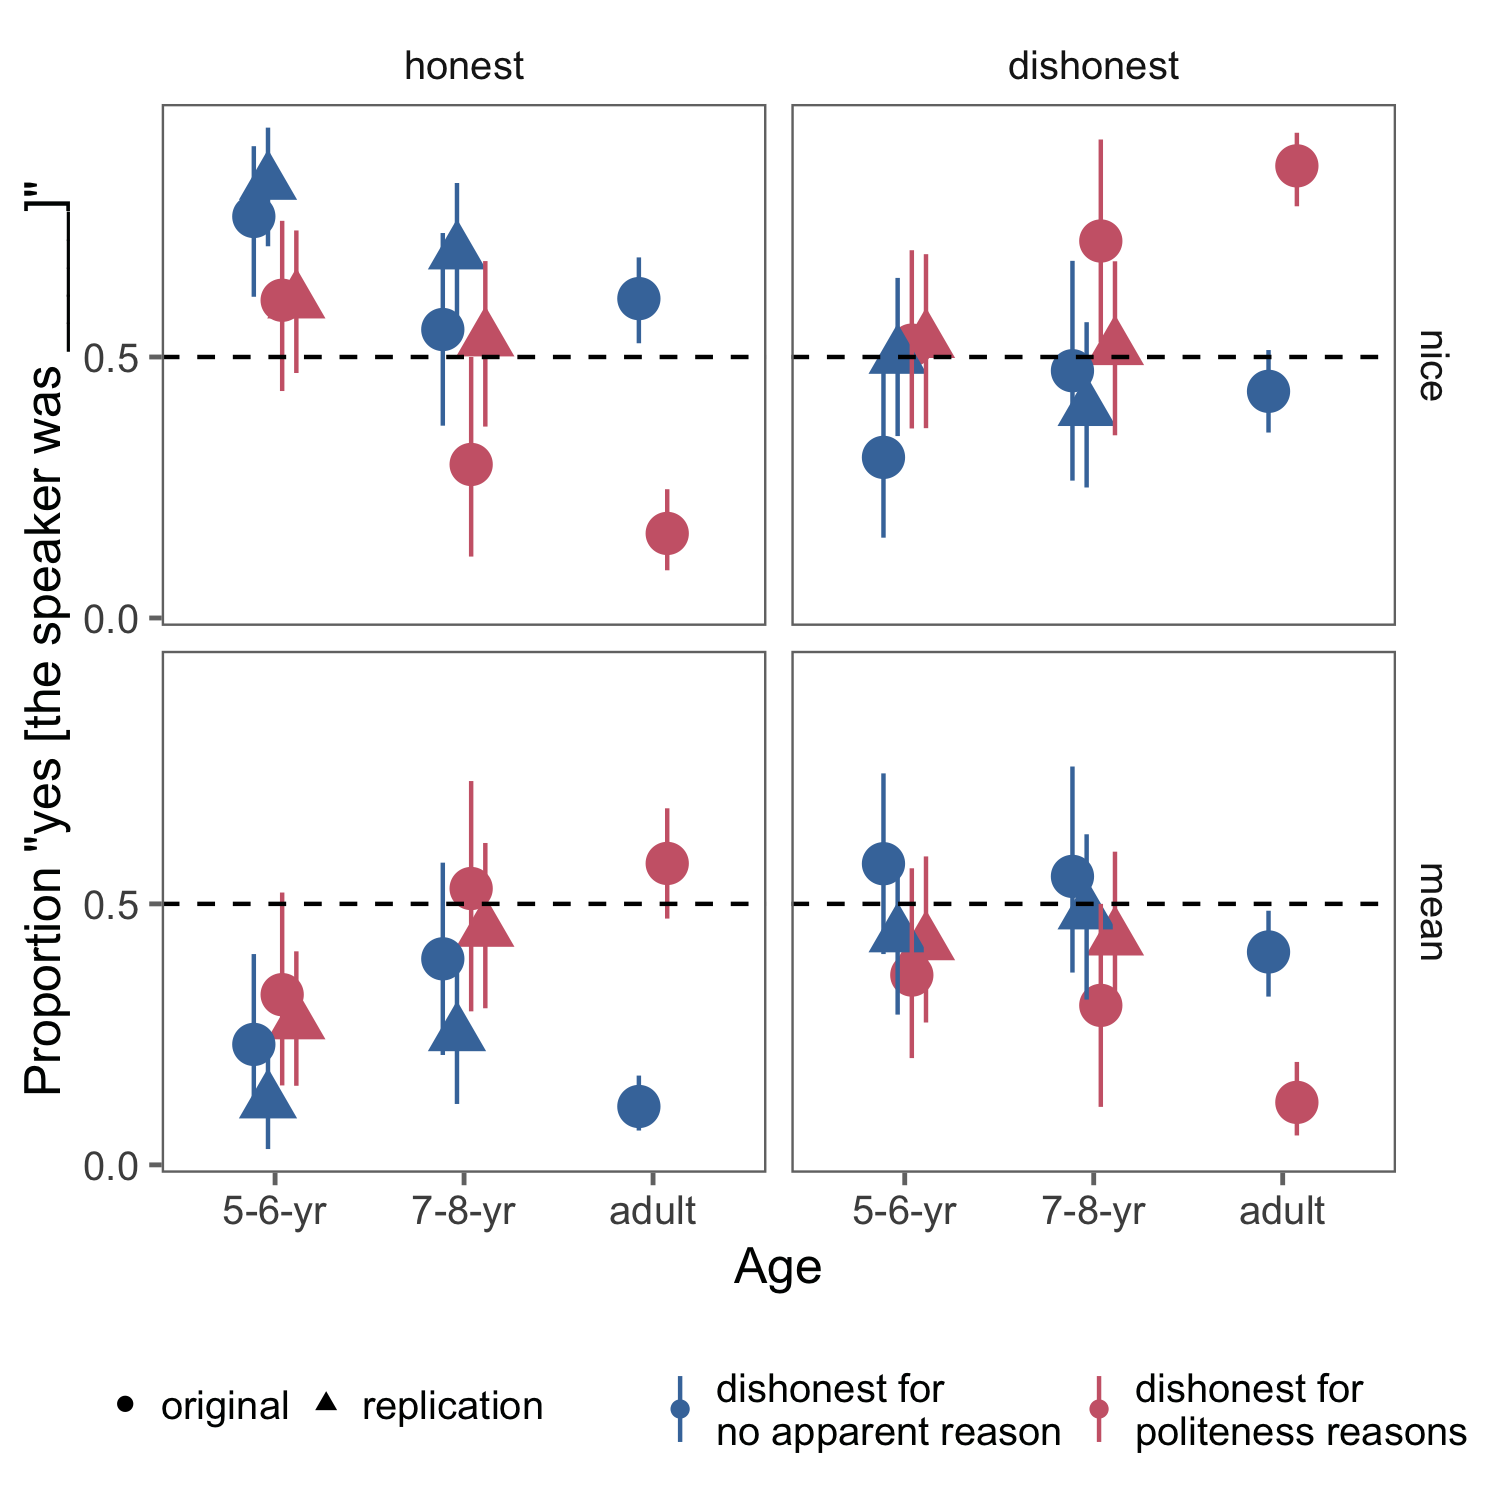 honest
dishonest
Proportion "yes [the speaker was ______]"
0.5
0.0
nice
0.5
0.0
mean
5-6-yr 7-8-yr adult
5-6-yr 7-8-yr adult
Age
original
replication
dishonest for
no apparent reason
dishonest for
politeness reasons